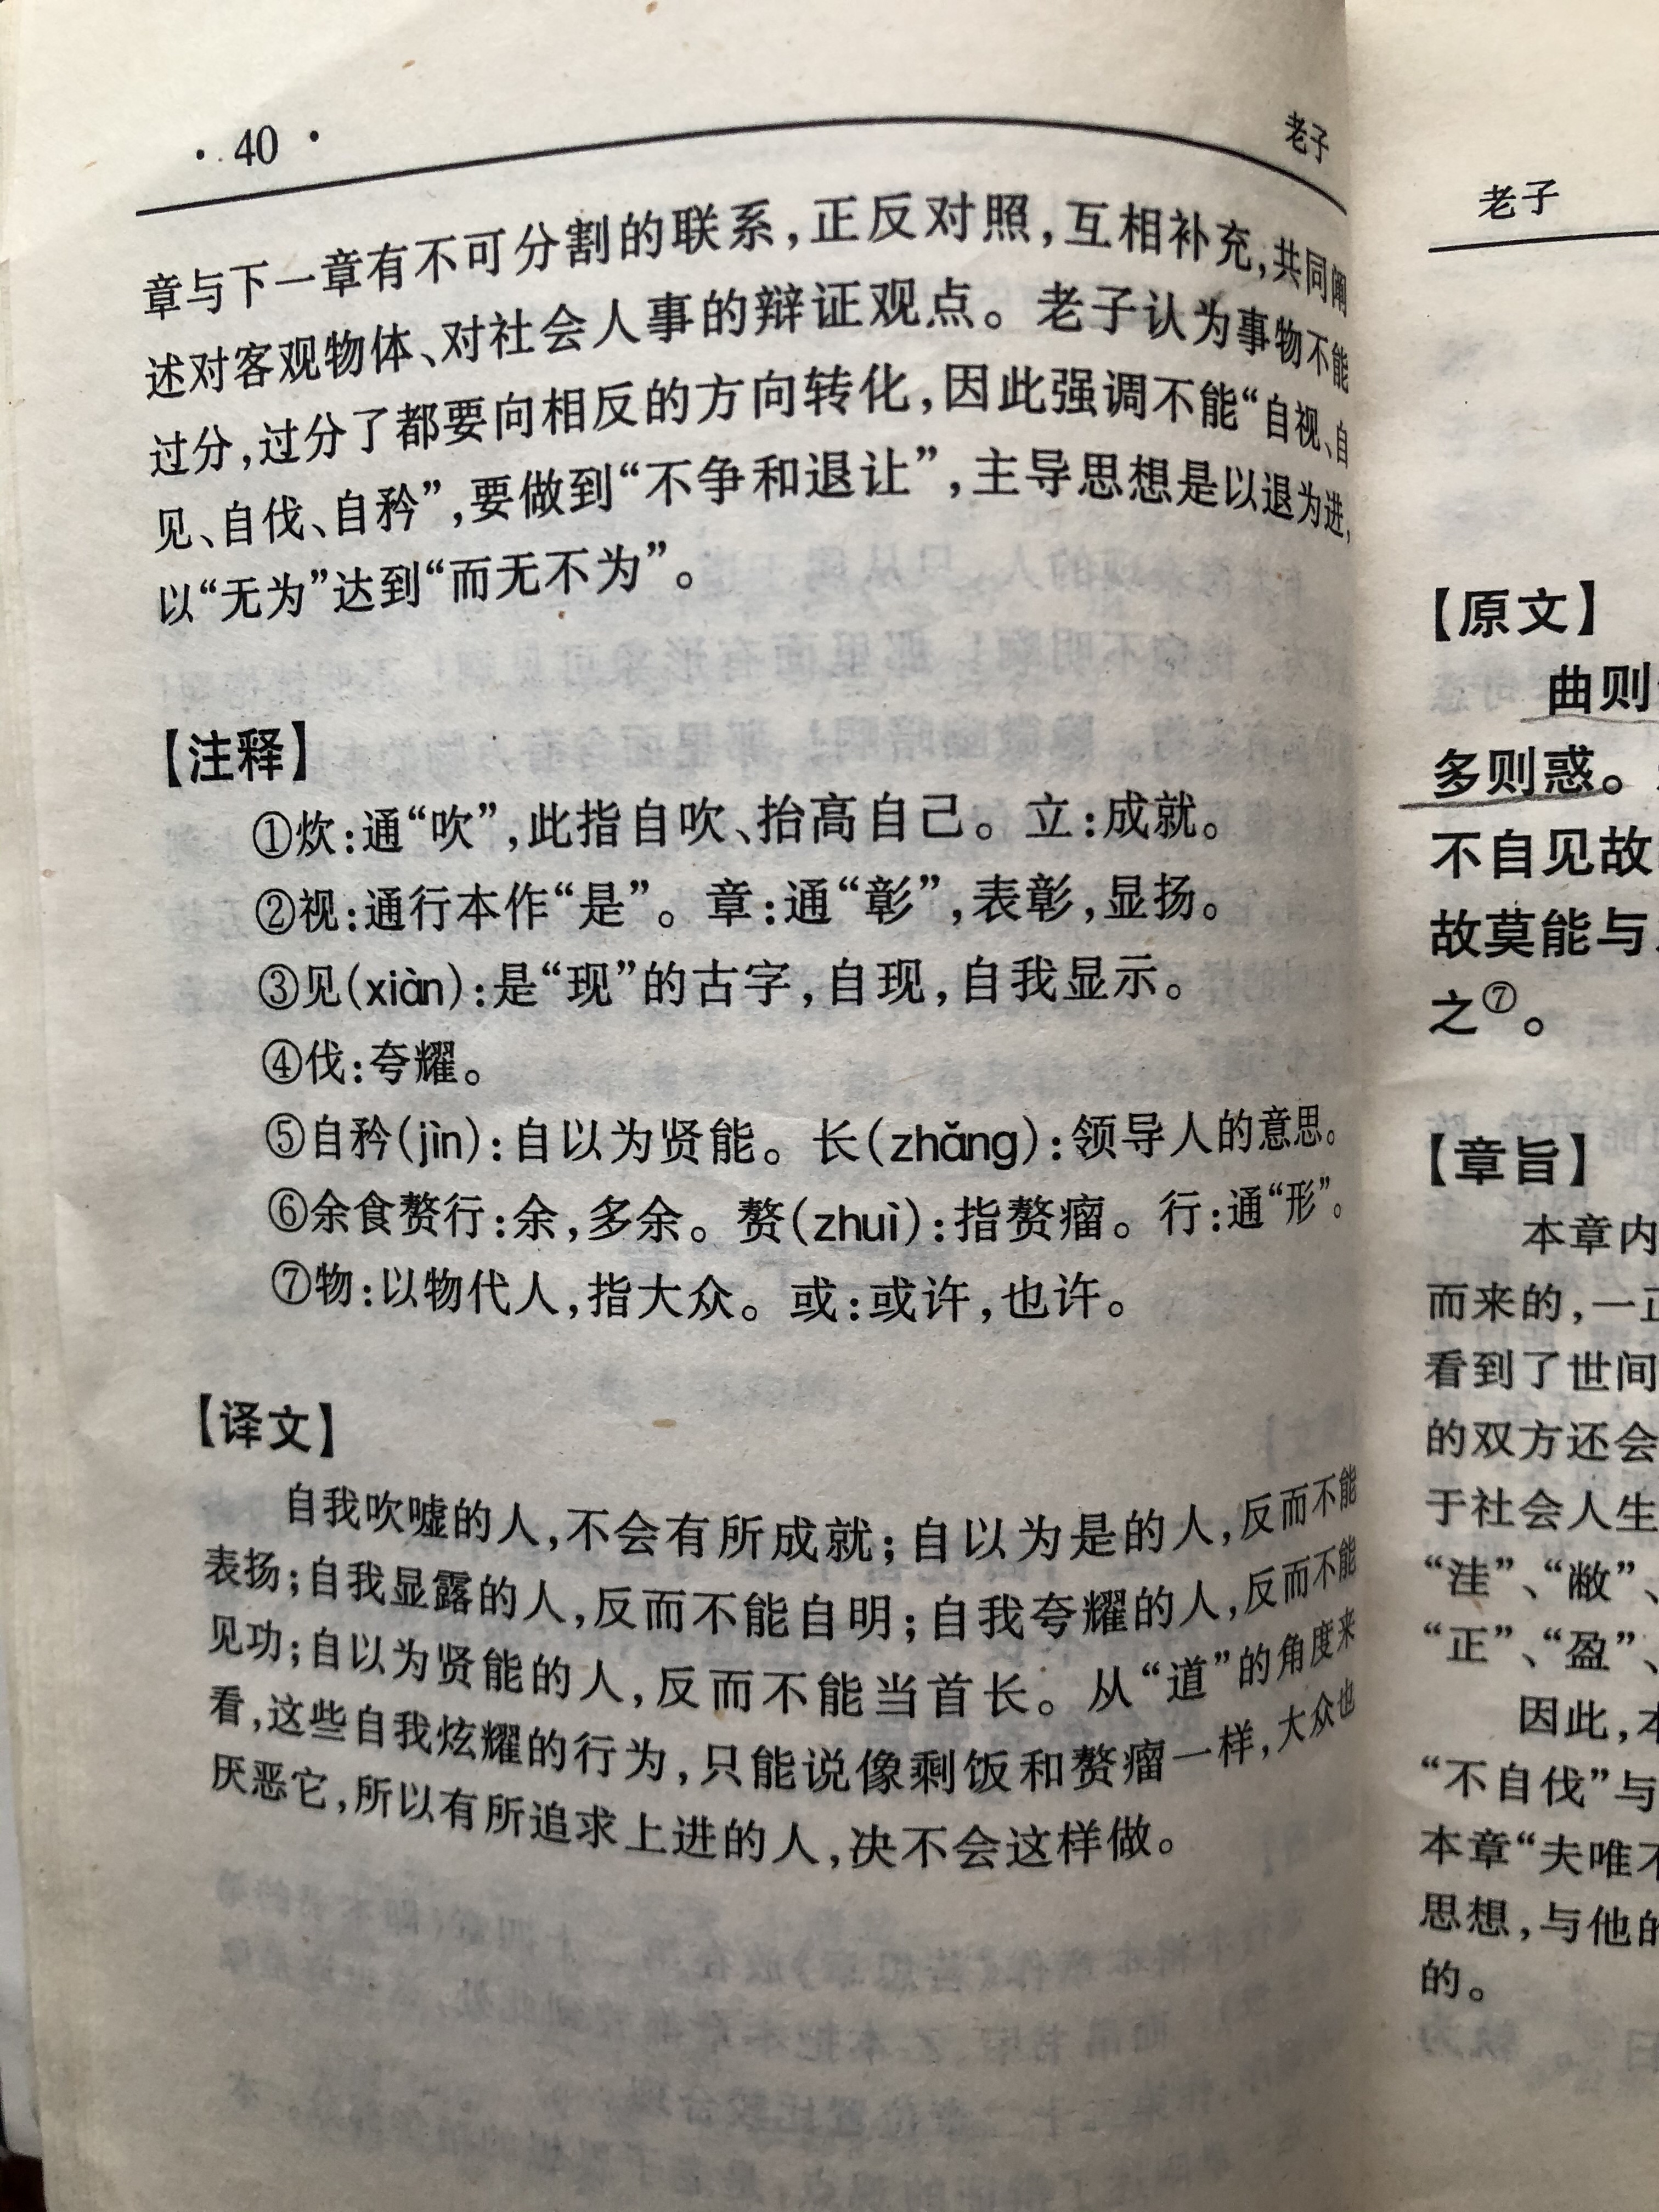 · 40 ·
老子
章与下一章有不可分割的联系,正反对照,互相补充,共同阐
述对客观物体、对社会人事的辩证观点。老子认为事物不能
过分,过分了都要向相反的方向转化,因此强调不能“自视、自
见、自伐、自矜”,要做到“不争和退让”,主导思想是以退为进,
以“无为”达到“而无不为”。
【注释】
①炊:通“吹”,此指自吹、抬高自己。立:成就。
②视:通行本作“是”。章:通“彰”,表彰,显扬。
③见(xiàn):是“现”的古字,自现,自我显示。
④伐:夸耀。
⑤自矜(jìn):自以为贤能。长(zhǎng):领导人的意思。
⑥余食赘行:余,多余。赘(zhuì):指赘瘤。行:通“形”。
⑦物:以物代人,指大众。或:或许,也许。
【译文】
自我吹嘘的人,不会有所成就;自以为是的人,反而不能
表扬;自我显露的人,反而不能自明;自我夸耀的人,反而不能
见功;自以为贤能的人,反而不能当首长。从“道”的角度来
看,这些自我炫耀的行为,只能说像剩饭和赘瘤一样,大众也
厌恶它,所以有所追求上进的人,决不会这样做。
老子
【原文】
曲则
多则惑。
不自见故
故莫能与
之⑦。
【章旨】
本章内
而来的,一正
看到了世间
的双方还会
于社会人生
“洼”、“敝”、
“正”、“盈”、
因此,本
“不自伐”与
本章“夫唯不
思想,与他的
的。